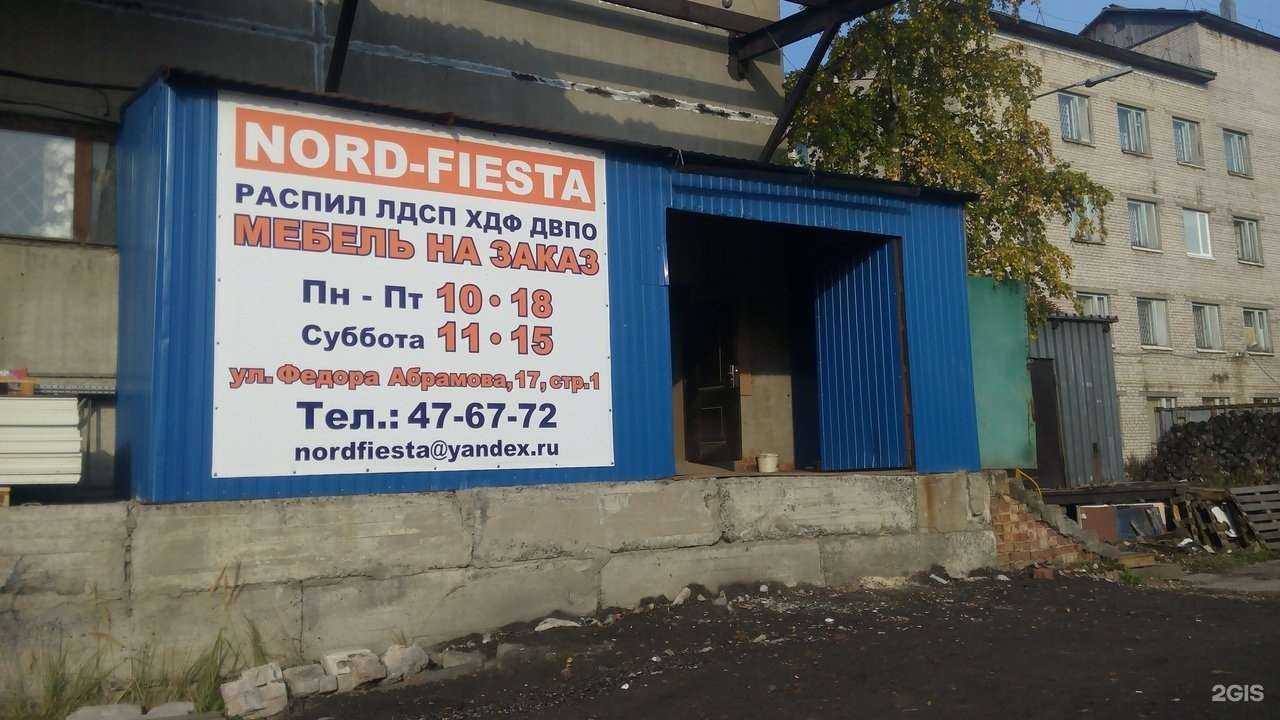 NORD-FIESTA
РАСПИЛ ЛДСП ХДФ ДВПО
МЕБЕЛЬ НА ЗАКАЗ
Пн - Пт 10 • 18
Суббота 11 • 15
ул. Федора Абрамова, 17, стр.1
Тел.: 47-67-72
nordfiesta@yandex.ru
2GIS